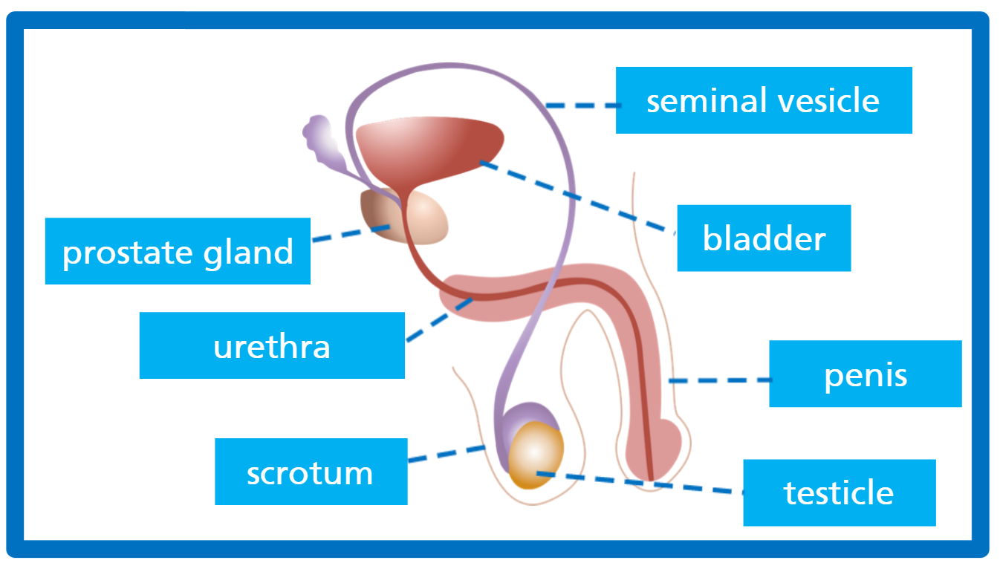 seminal vesicle
bladder
prostate gland
urethra
penis
scrotum
testicle